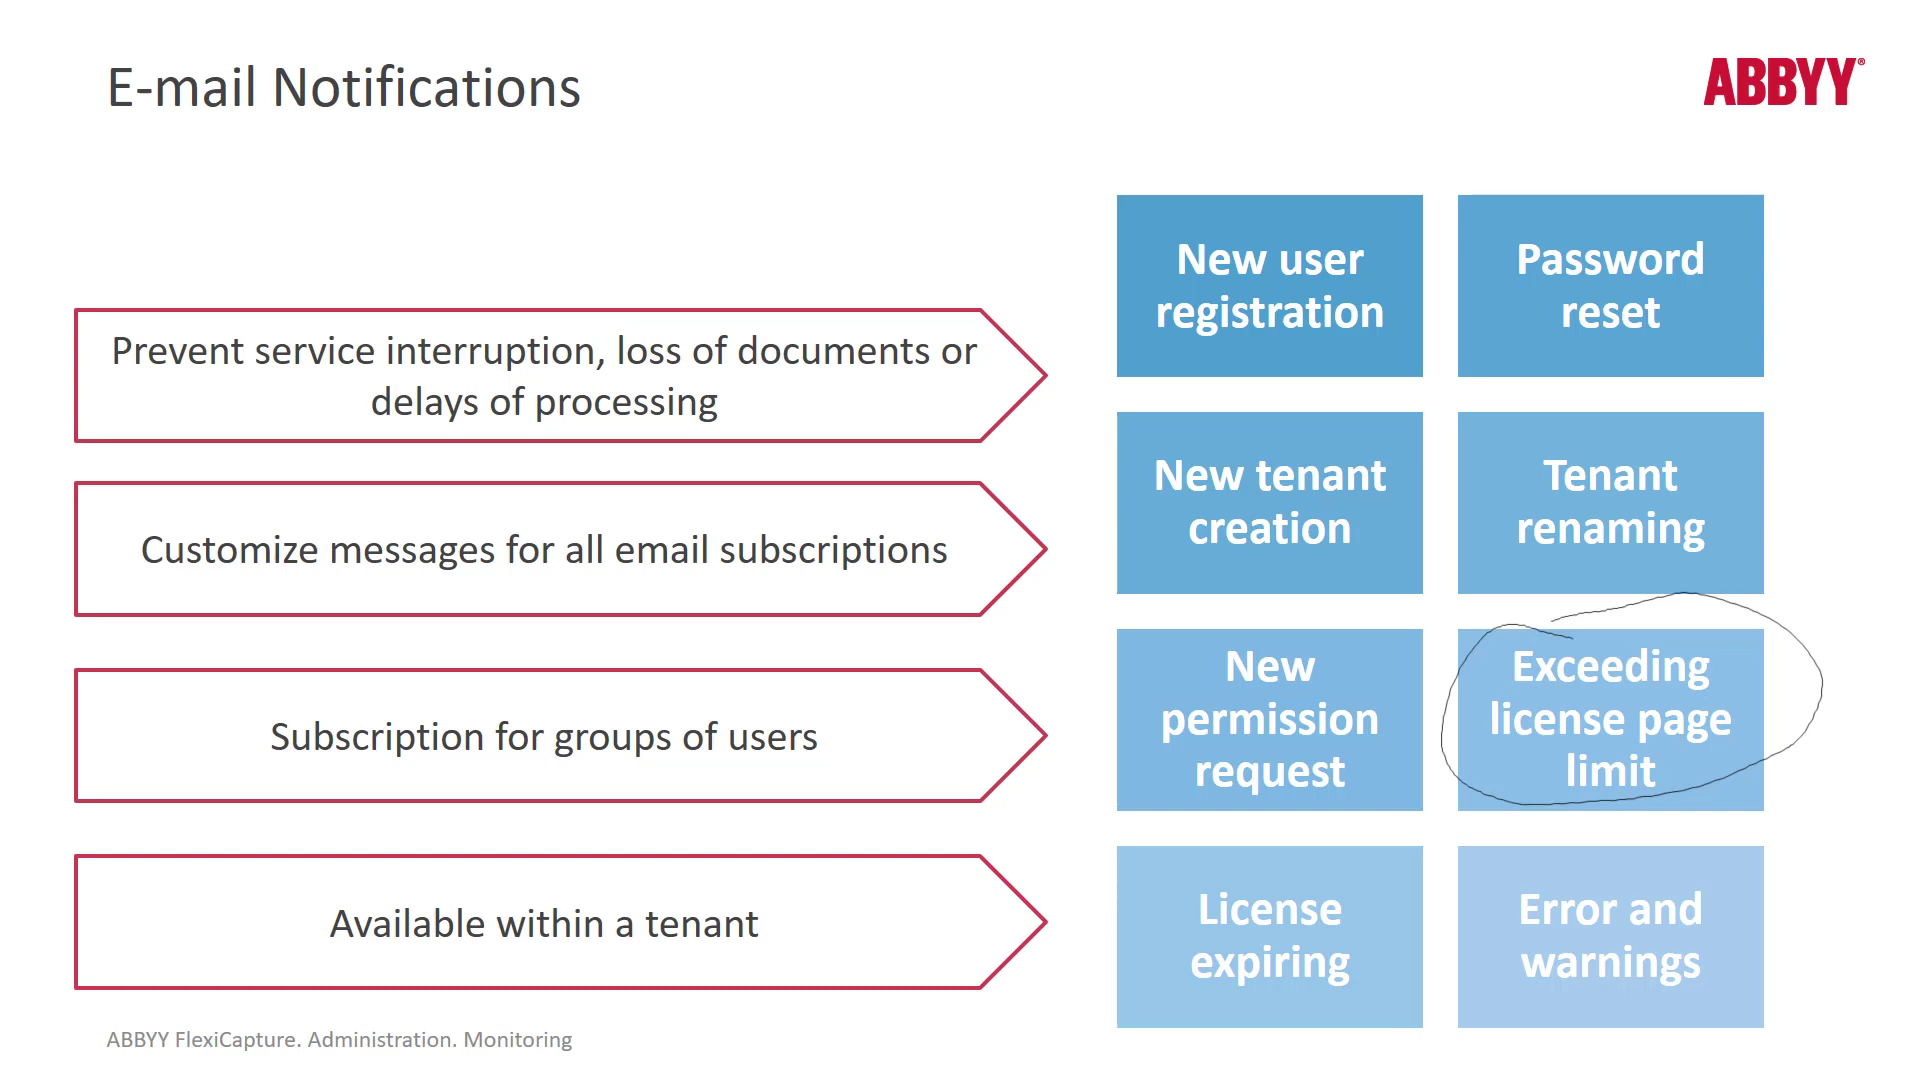 E-mail Notifications
ABBYY®
Prevent service interruption, loss of documents or
delays of processing
Customize messages for all email subscriptions
Subscription for groups of users
Available within a tenant
New user
registration
Password
reset
New tenant
creation
Tenant
renaming
New
permission
request
Exceeding
license page
limit
License
expiring
Error and
warnings
ABBYY FlexiCapture. Administration. Monitoring